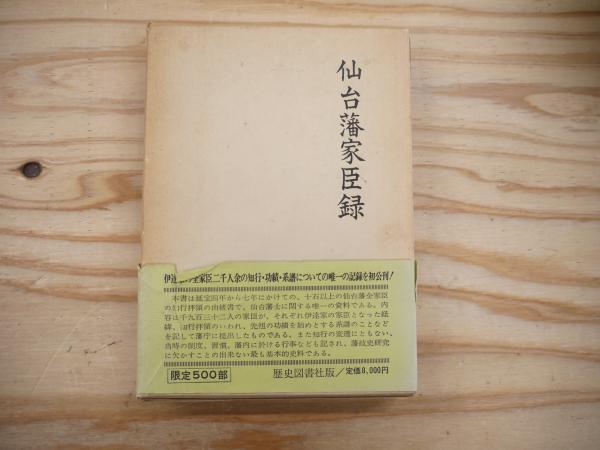 仙台藩家臣録
伊達家の全家臣二千人余の知行・功績・系譜についての唯一の記録を初公刊!
本書は延宝四年から七年にかけての、十石以上の仙台藩全家臣
の知行拝領の由緒書で、仙台藩士に関する唯一の資料である。内
容は千九百三十二人の家臣が、それぞれ伊達家の家臣となった経
緯、知行拝領のいわれ、先祖の功績を始めとする系譜のことなど
を記して藩庁に提出したものである。また知行の変遷にともない、
当時の制度、習慣、藩内に於ける行事なども記され、藩政史研究
に欠かすことの出来ない最も基本的史料である。
限定500部
歴史図書社版/定価8,000円